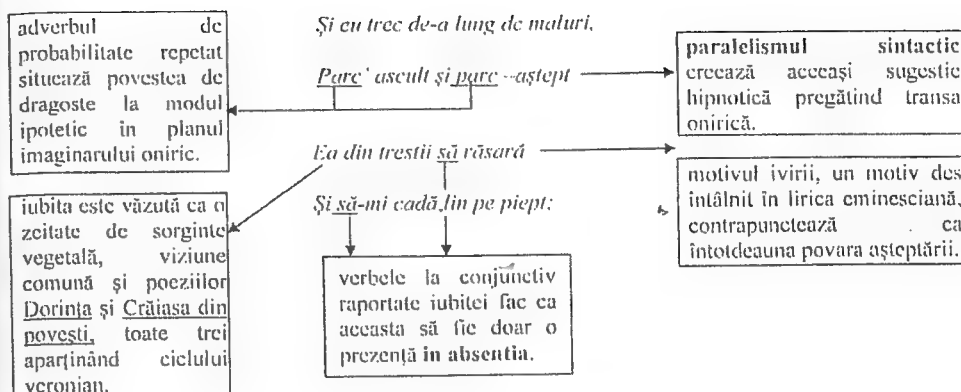 adverbul de
probabilitate repetat
situează povestea de
dragoste la modul
ipotetic în planul
imaginarului oniric.
Și eu trec de-a lung de maluri,
Parc' ascult și parc -aștept
Ea din trestii să răsară
Și să-mi cadă lin pe piept;
paralelismul sintactic
creează aceeași sugestie
hipnotică pregătind transa
onirică.
motivul ivirii, un motiv des
întâlnit în lirica eminesciană,
contrapunctează ca
întotdeauna povara așteptării.
iubita este văzută ca o
zeitate de sorginte
vegetală, viziune
comună și poeziilor
Dorința și Crăiasa din
povești, toate trei
aparținând ciclului
veronian.
verbele la conjunctiv
raportate iubitei fac ca
aceasta să fie doar o
prezență in absentia.